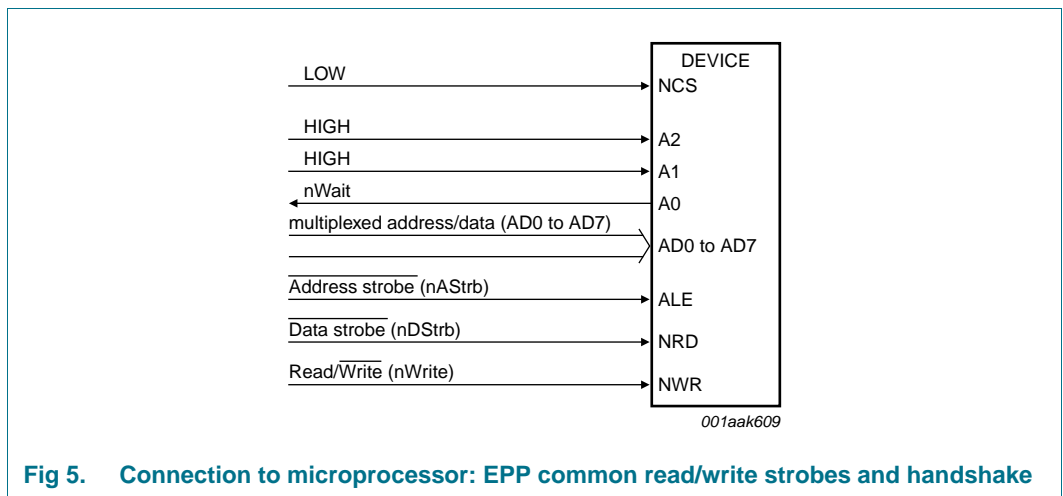 DEVICE
LOW
NCS
HIGH
A2
HIGH
A1
nWait
A0
multiplexed address/data (AD0 to AD7)
AD0 to AD7
Address strobe (nAStrb)
ALE
Data strobe (nDStrb)
NRD
Read/Write (nWrite)
NWR
001aak609
Fig 5. Connection to microprocessor: EPP common read/write strobes and handshake